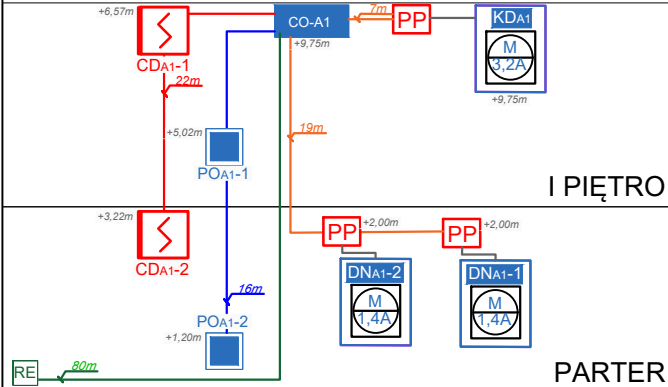 +6,57m
CDA1-1
22m
CO-A1
+9,75m
7m
PP
KDA1
M
3,2A
+9,75m
+5,02m
POA1-1
19m
I PIĘTRO
+3,22m
CDA1-2
PP
+2,00m
PP
+2,00m
DNA1-2
M
1,4A
DNA1-1
M
1,4A
16m
POA1-2
+1,20m
RE
80m
PARTER